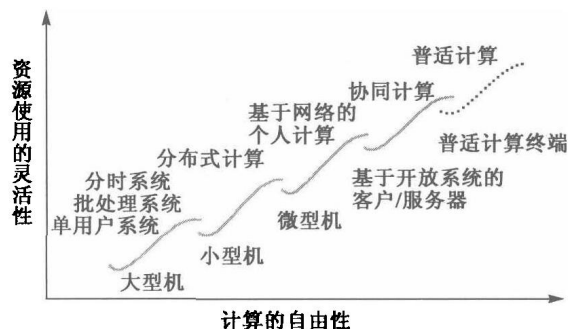 资源使用的灵活性
普适计算
协同计算
基于网络的
个人计算
普适计算终端
分布式计算
分时系统
批处理系统
单用户系统
基于开放系统的
客户/服务器
微型机
小型机
大型机
计算的自由性